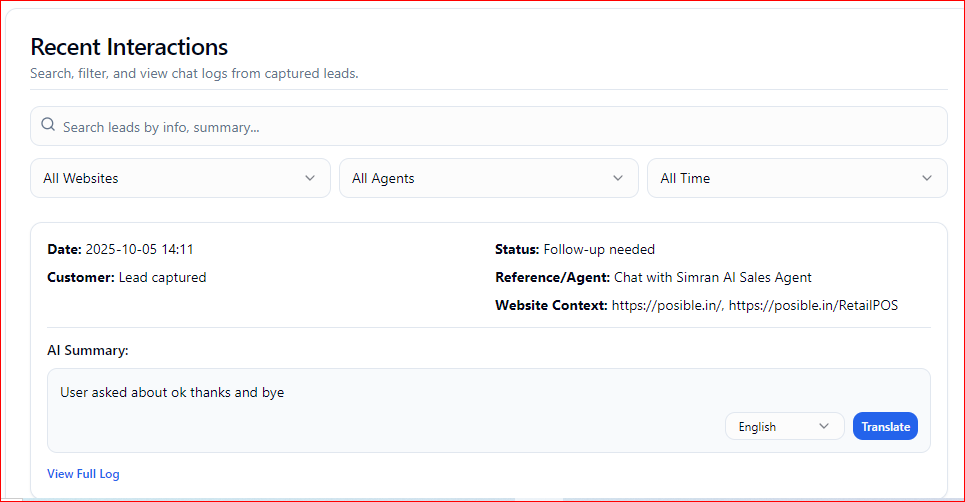 Recent Interactions
Search, filter, and view chat logs from captured leads.
Search leads by info, summary...
All Websites
All Agents
All Time
Date: 2025-10-05 14:11
Status: Follow-up needed
Customer: Lead captured
Reference/Agent: Chat with Simran AI Sales Agent
Website Context: https://posible.in/, https://posible.in/RetailPOS
AI Summary:
User asked about ok thanks and bye
English
Translate
View Full Log